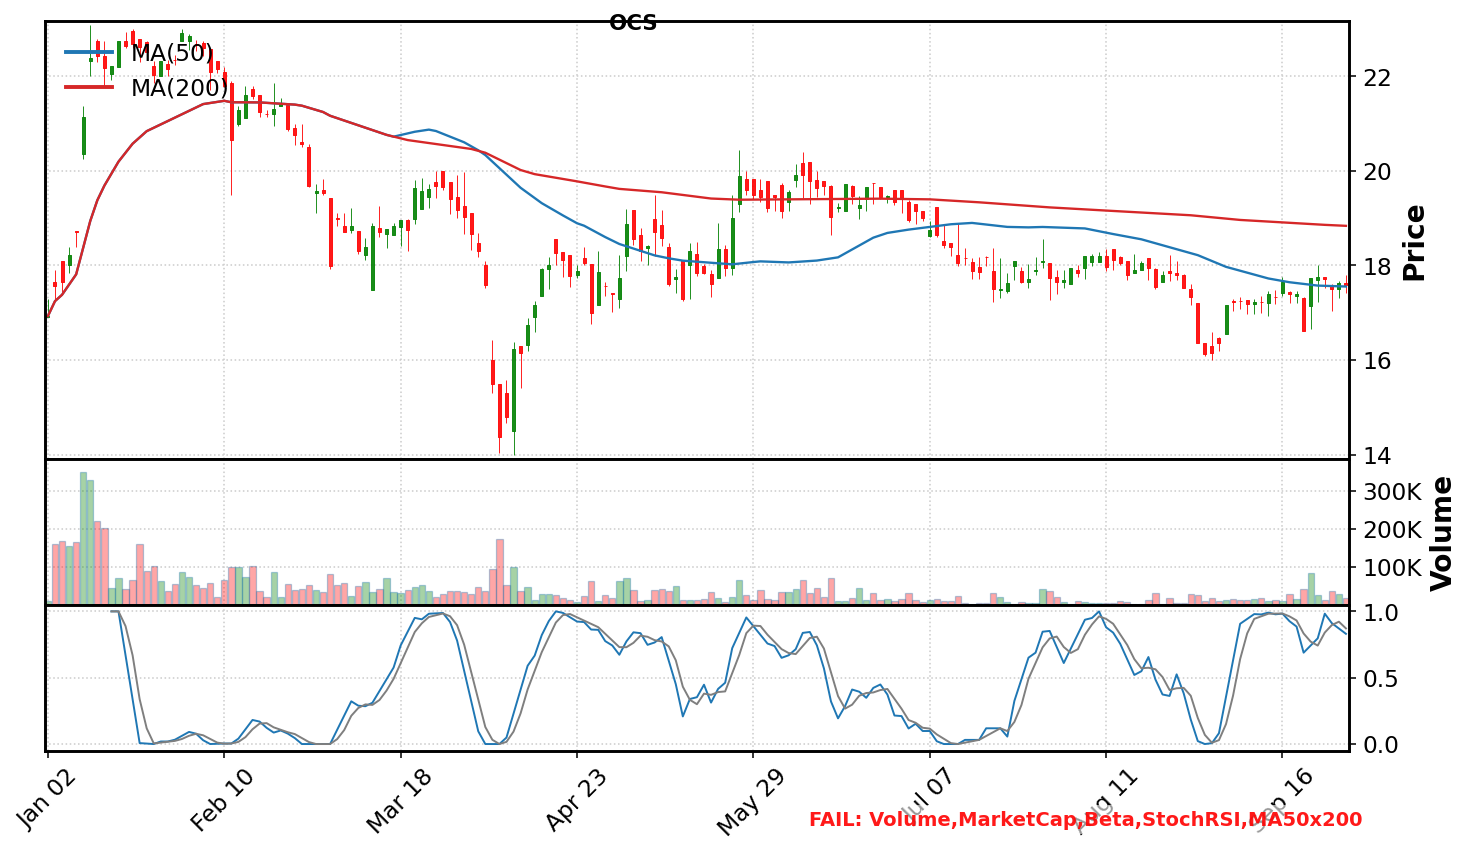 OCS
MA(50)
MA(200)
22
20
18
16
14
Price
300K
200K
100K
Volume
1.0
0.5
0.0
Jan 02
Feb 10
Mar 18
Apr 23
May 29
Jul 07
Aug 11
Sep 16
FAIL: Volume,MarketCap,Beta,StochRSI,MA50x200